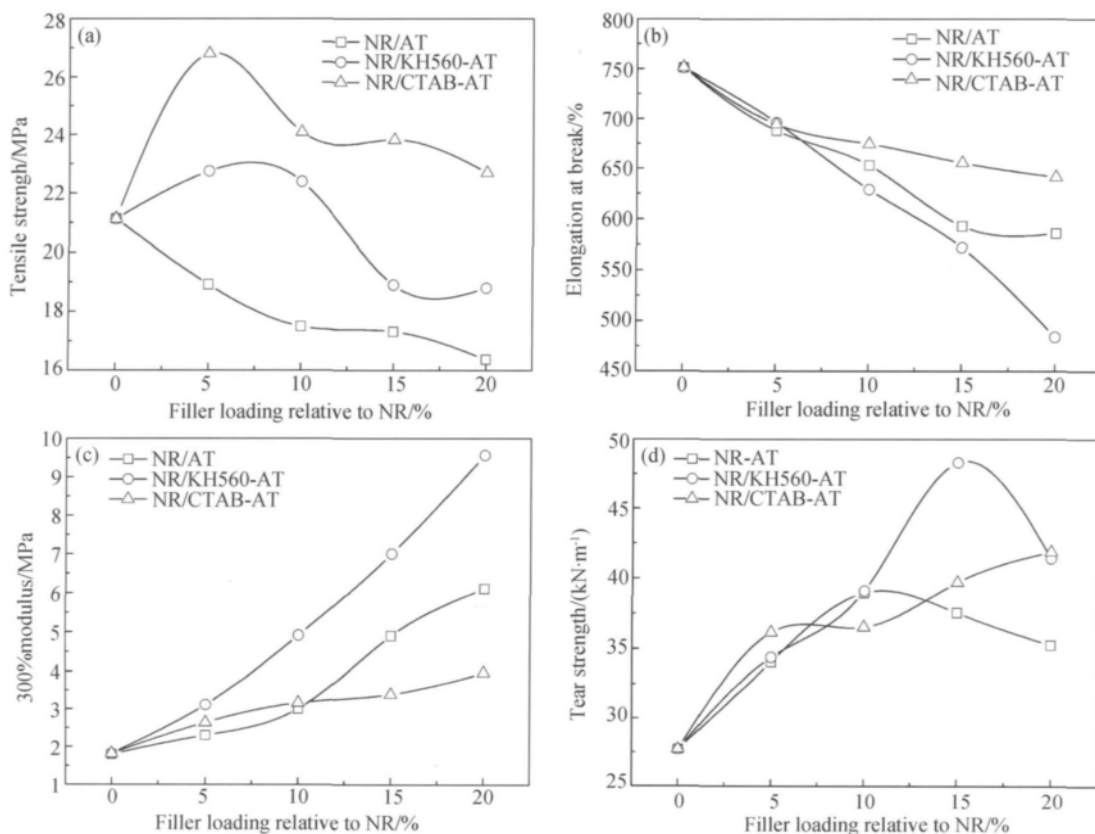 (a)
NR/AT
NR/KH560-AT
NR/CTAB-AT
28
26
24
22
20
18
16
Tensile strengh/MPa
0 5 10 15 20
Filler loading relative to NR/%
(b)
NR/AT
NR/KH560-AT
NR/CTAB-AT
800
750
700
650
600
550
500
450
Elongation at break/%
0 5 10 15 20
Filler loading relative to NR/%
(c)
NR/AT
NR/KH560-AT
NR/CTAB-AT
10
9
8
7
6
5
4
3
2
1
300%modulus/MPa
0 5 10 15 20
Filler loading relative to NR/%
(d)
NR-AT
NR/KH560-AT
NR/CTAB-AT
50
45
40
35
30
25
Tear strength/(kN·m⁻¹)
0 5 10 15 20
Filler loading relative to NR/%